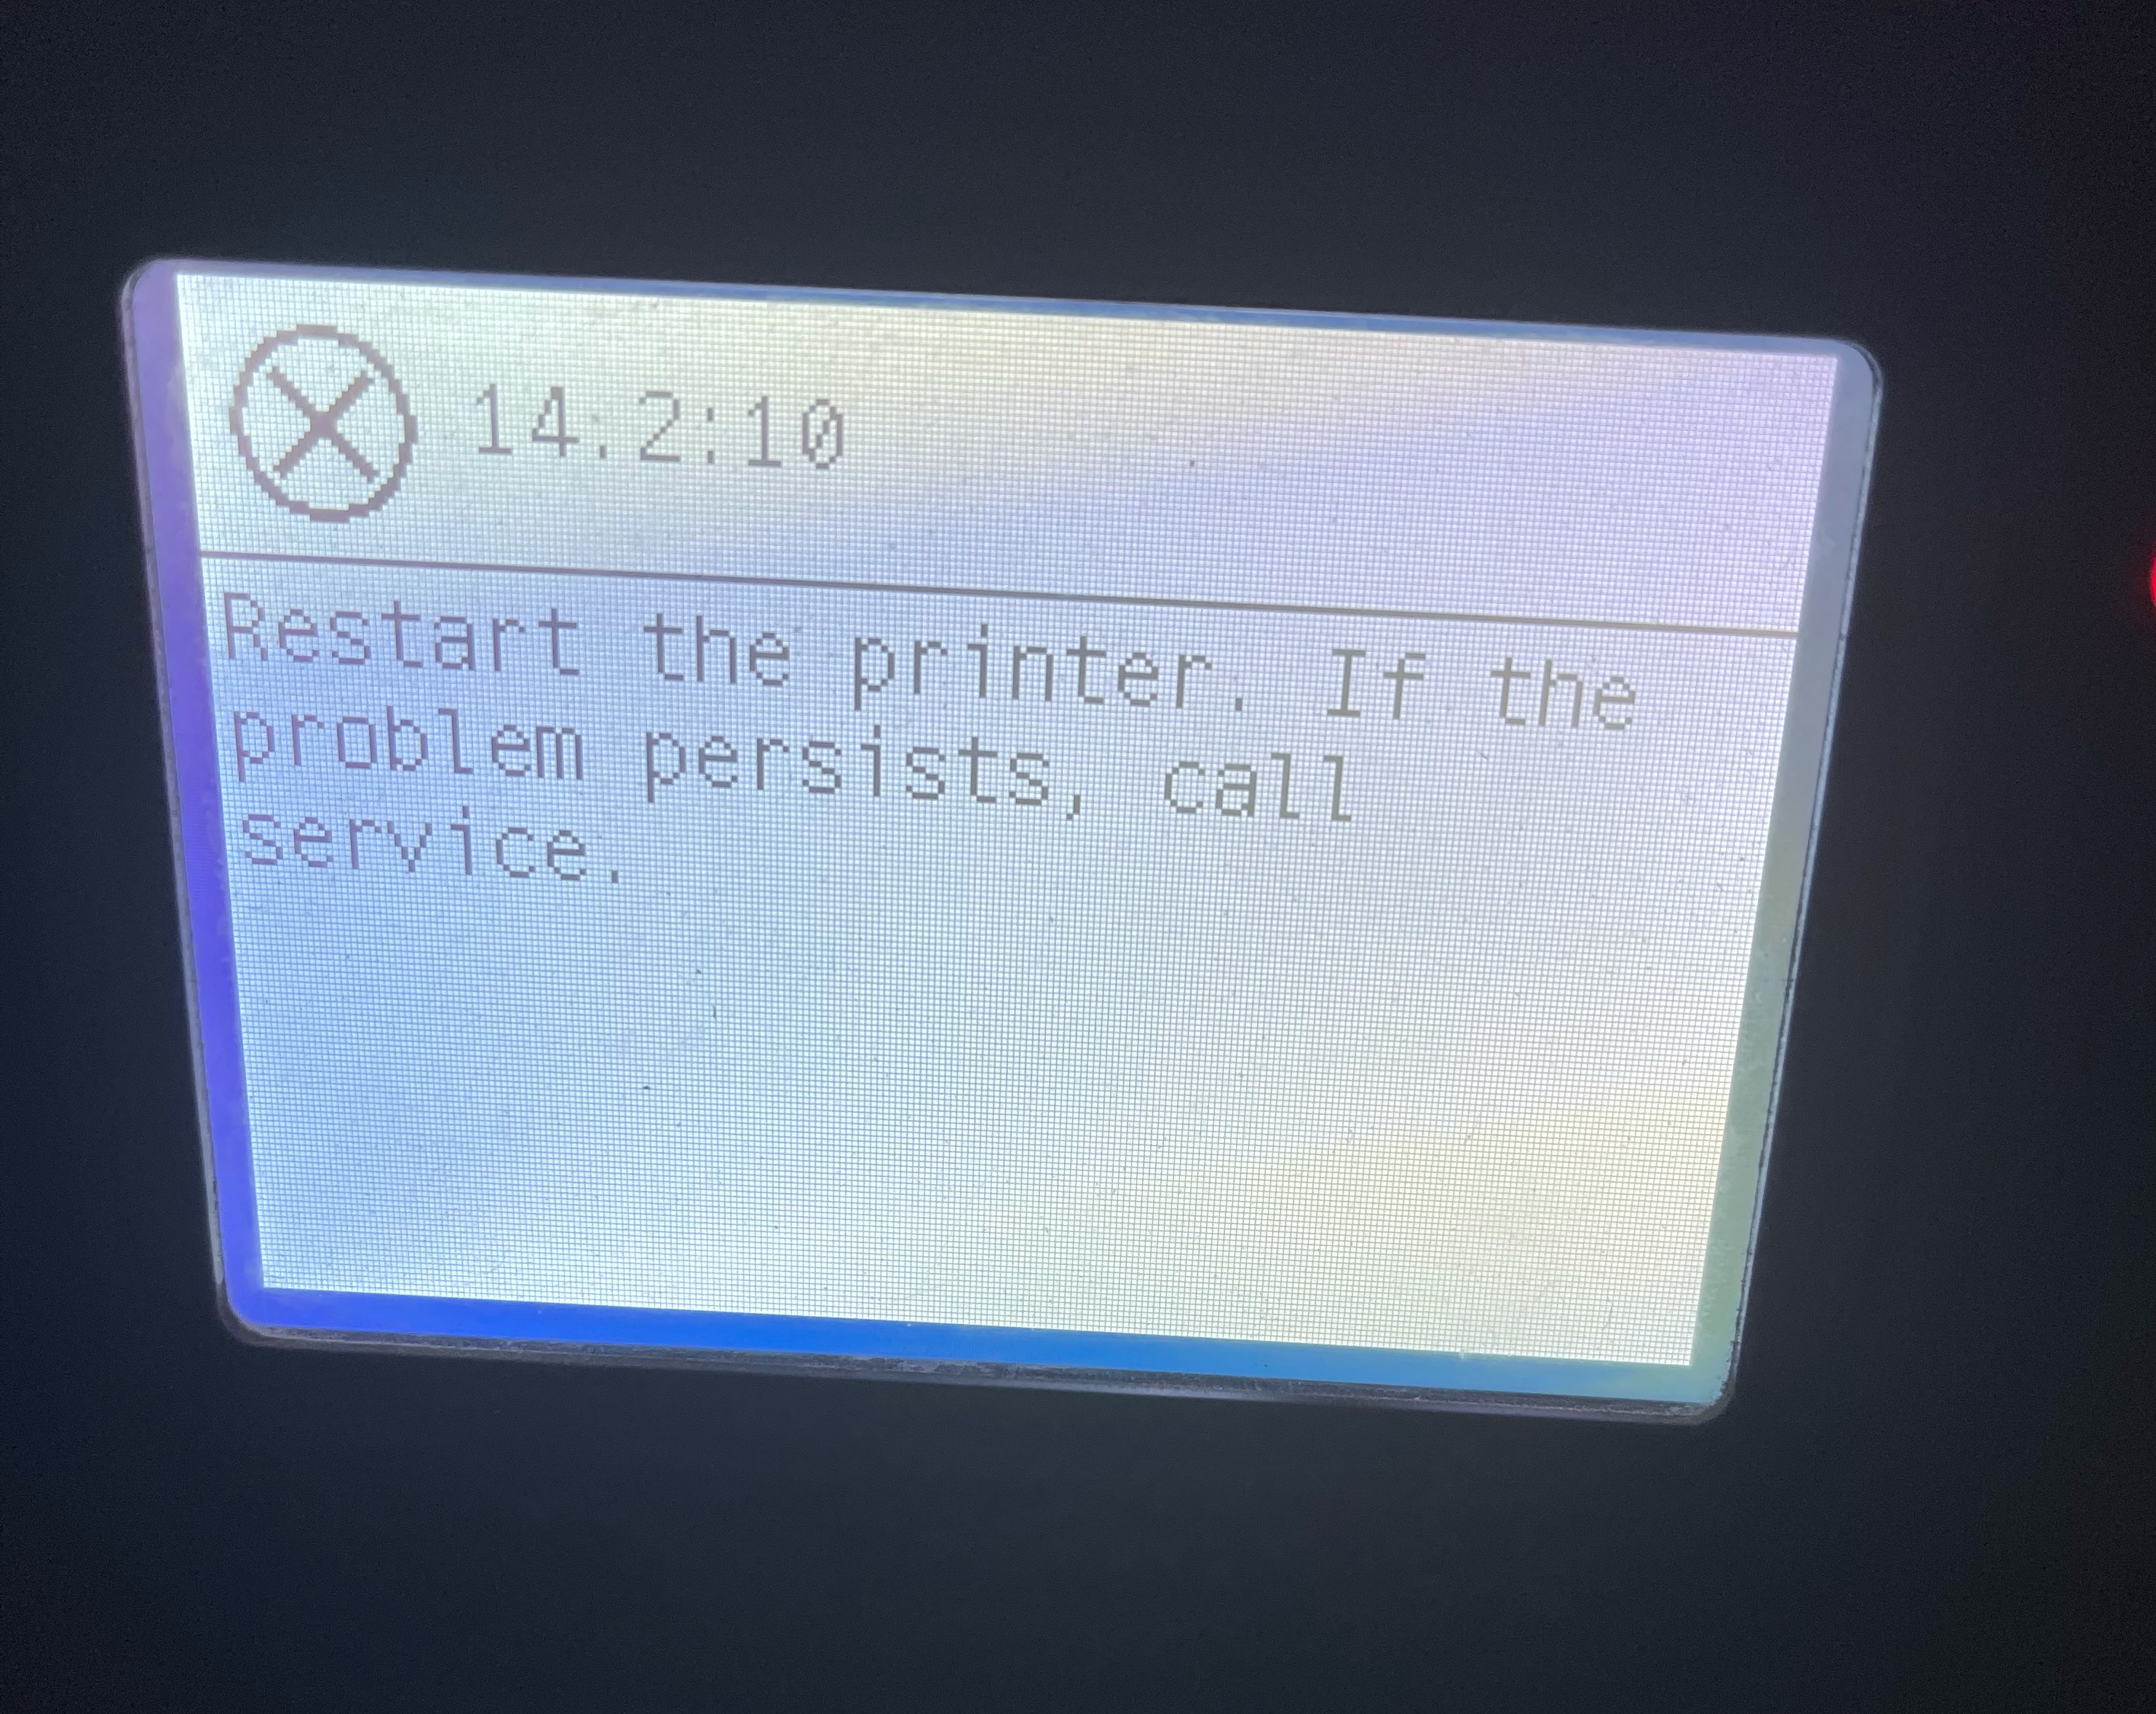 14.2:10
Restart the printer. If the
problem persists, call
service.